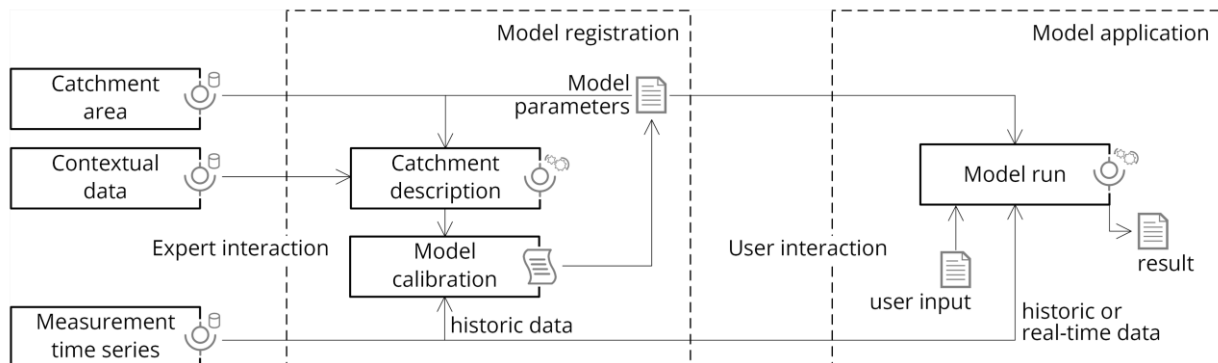 Model registration
Model application
Catchment
area
Model
parameters
Contextual
data
Catchment
description
Model run
Expert interaction
Model
calibration
User interaction
user input
result
Measurement
time series
historic data
historic or
real-time data